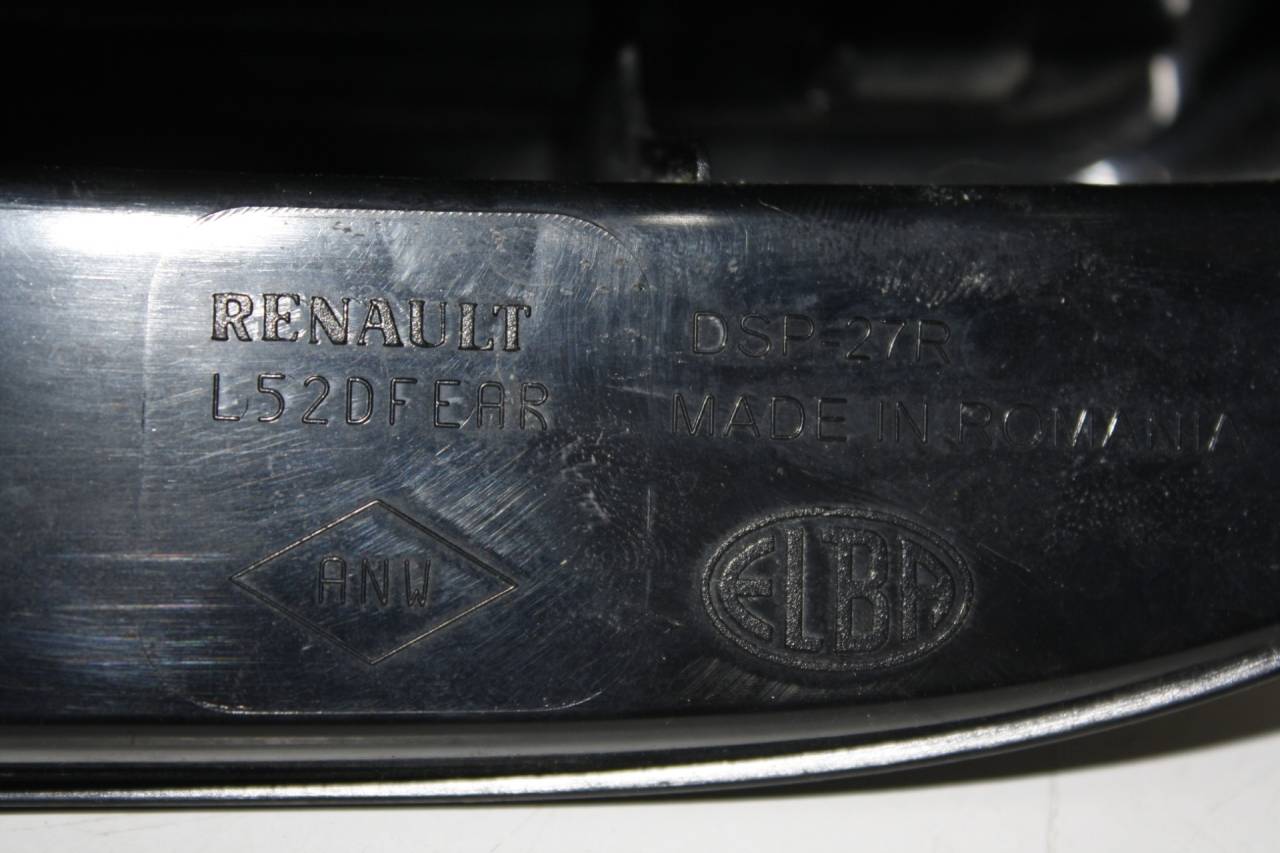 RENAULT
L52DFEAR
ANW
DSP-27R
MADE IN ROMANIA
ELBA